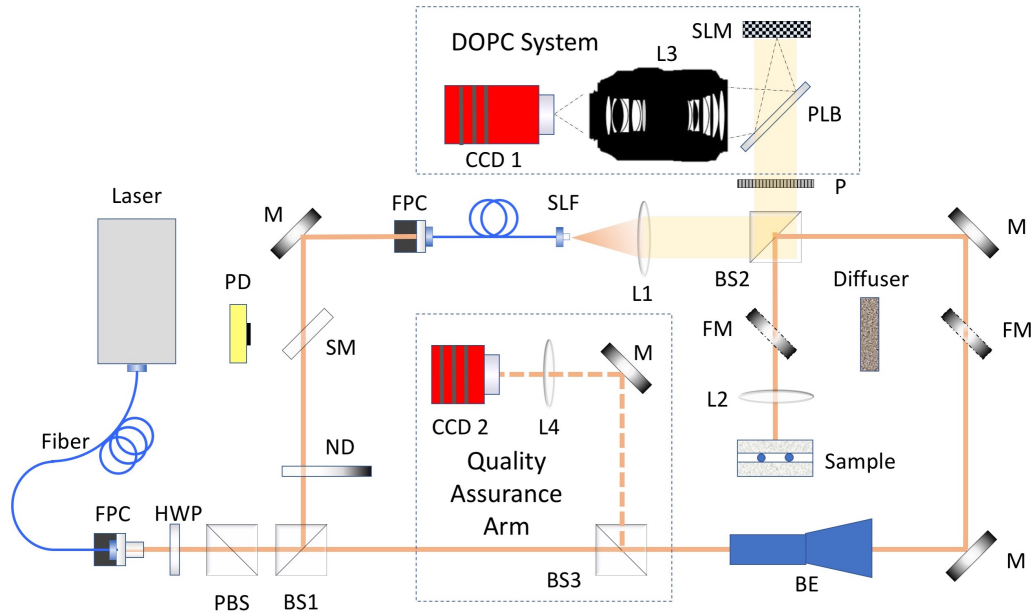 SLM
DOPC System
L3
PLB
CCD 1
P
Laser
M
FPC
SLF
M
L1
BS2
Diffuser
PD
SM
FM
FM
M
L2
CCD 2
L4
Fiber
ND
Quality
Assurance
Arm
Sample
FPC
HWP
PBS
BS1
BS3
BE
M